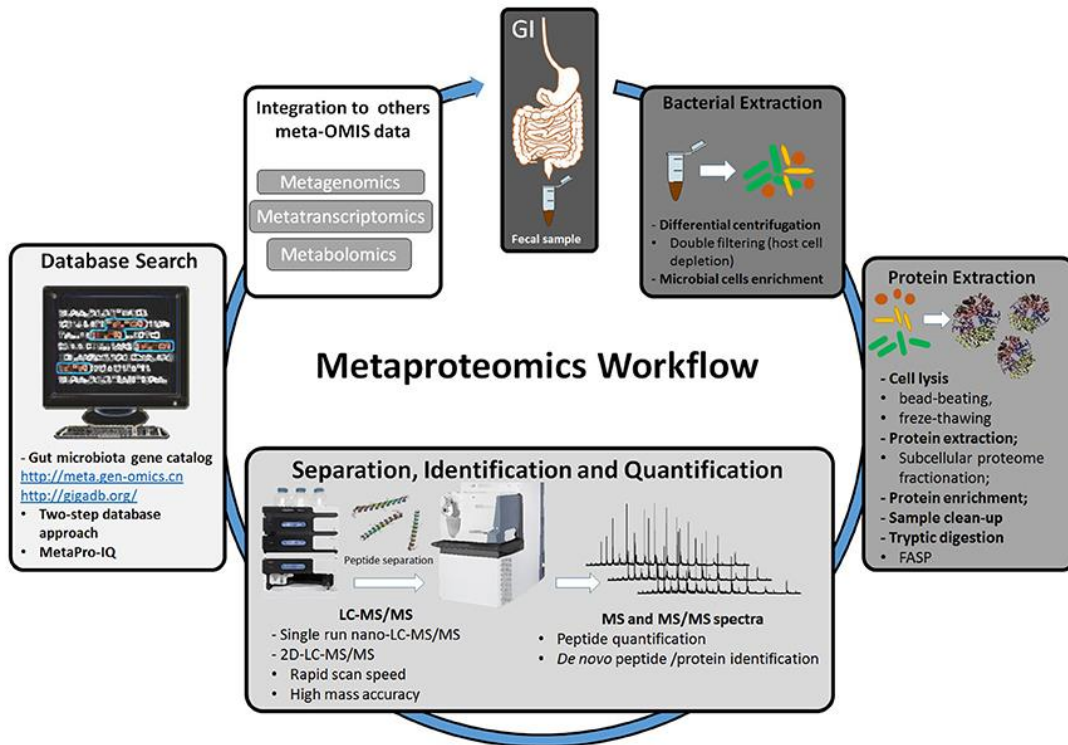 GI
Fecal sample
Bacterial Extraction
- Differential centrifugation
• Double filtering (host cell
depletion)
- Microbial cells enrichment
Protein Extraction
- Cell lysis
• bead-beating,
• freze-thawing
- Protein extraction;
• Subcellular proteome
fractionation;
- Protein enrichment;
- Sample clean-up
- Tryptic digestion
• FASP
Metaproteomics Workflow
Separation, Identification and Quantification
Peptide separation
LC-MS/MS
- Single run nano-LC-MS/MS
- 2D-LC-MS/MS
• Rapid scan speed
• High mass accuracy
MS and MS/MS spectra
• Peptide quantification
• De novo peptide /protein identification
Database Search
- Gut microbiota gene catalog
http://meta.gen-omics.cn
http://gigadb.org/
• Two-step database
approach
• MetaPro-IQ
Integration to others
meta-OMIS data
Metagenomics
Metatranscriptomics
Metabolomics